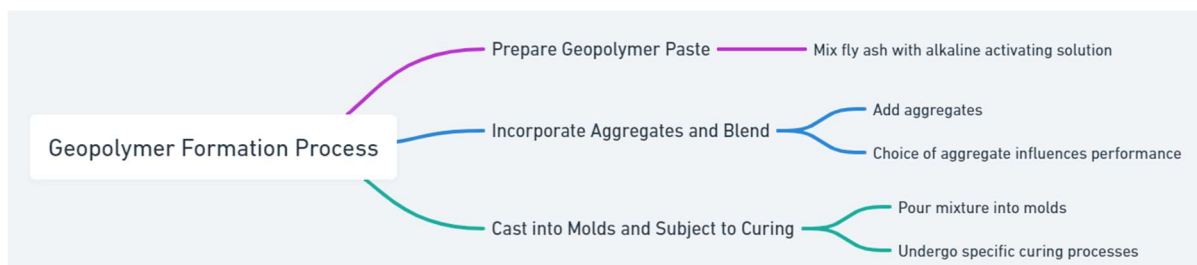 Geopolymer Formation Process
Prepare Geopolymer Paste
Mix fly ash with alkaline activating solution
Incorporate Aggregates and Blend
Add aggregates
Choice of aggregate influences performance
Cast into Molds and Subject to Curing
Pour mixture into molds
Undergo specific curing processes